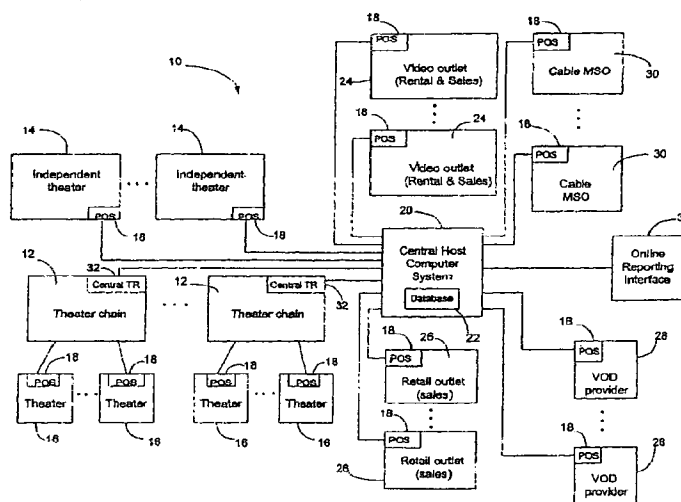 10
14
Independent
theater
POS
18
14
Independent
theater
POS
18
12
32
Central TR
Theater chain
12
Central TR
32
Theater chain
18
POS
Theater
16
18
POS
Theater
16
18
POS
Theater
16
18
POS
Theater
16
18
POS
24
Video outlet
(Rental & Sales)
18
POS
24
Video outlet
(Rental & Sales)
18
POS
Cable MSO
30
18
POS
Cable
MSO
30
20
Central Host
Computer
System
Database
22
Online
Reporting
Interface
18
26
POS
Retail outlet
(sales)
18
POS
Retail outlet
(sales)
26
18
POS
VOD
provider
28
18
POS
VOD
provider
28